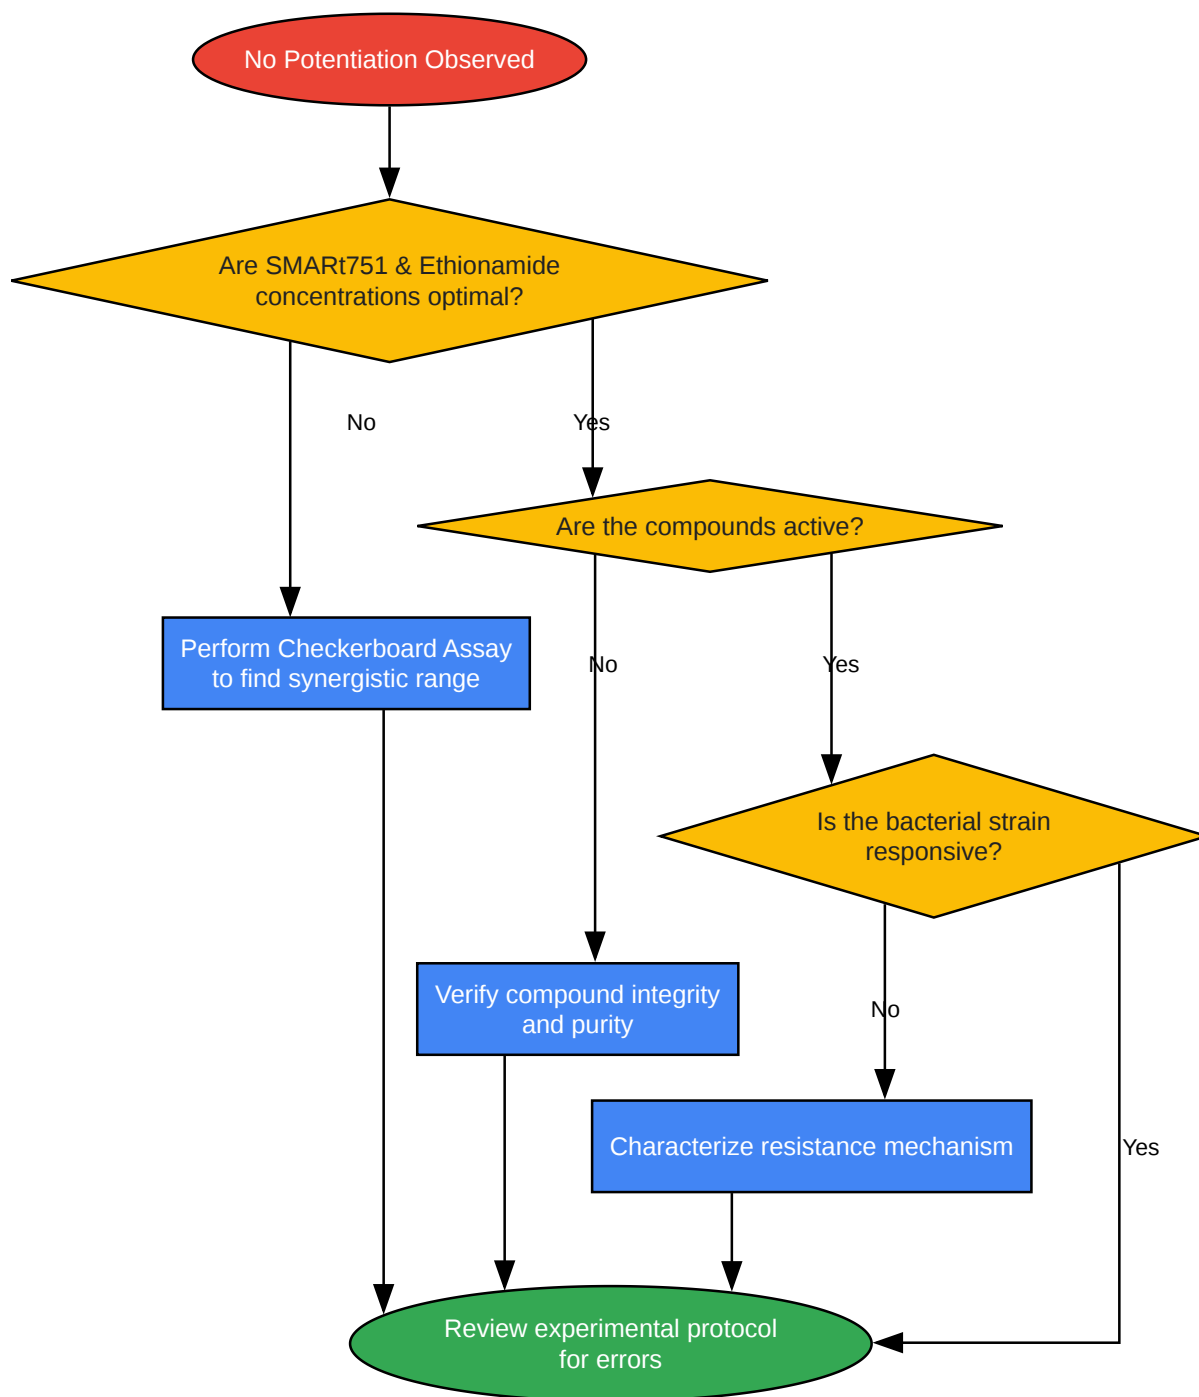 No Potentiation Observed
Are SMARt751 & Ethionamide
concentrations optimal?
No
Yes
Are the compounds active?
Perform Checkerboard Assay
to find synergistic range
No
Yes
Is the bacterial strain
responsive?
Verify compound integrity
and purity
No
Characterize resistance mechanism
Yes
Review experimental protocol
for errors